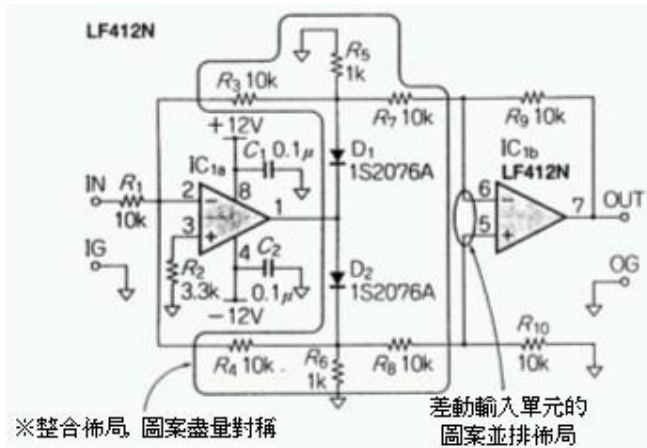 LF412N
R5
1k
R3 10k
R7 10k
R9 10k
+12V
C1 0.1μ
D1
1S2076A
IC1a
IC1b
LF412N
IN
R1
10k
2
8
1
3
4
6
5
7
OUT
IG
R2
3.3k
C2
0.1μ
−12V
D2
1S2076A
OG
R4 10k
R6
1k
R8 10k
R10
10k
※整合佈局, 圖案盡量對稱
差動輸入單元的
圖案並排佈局